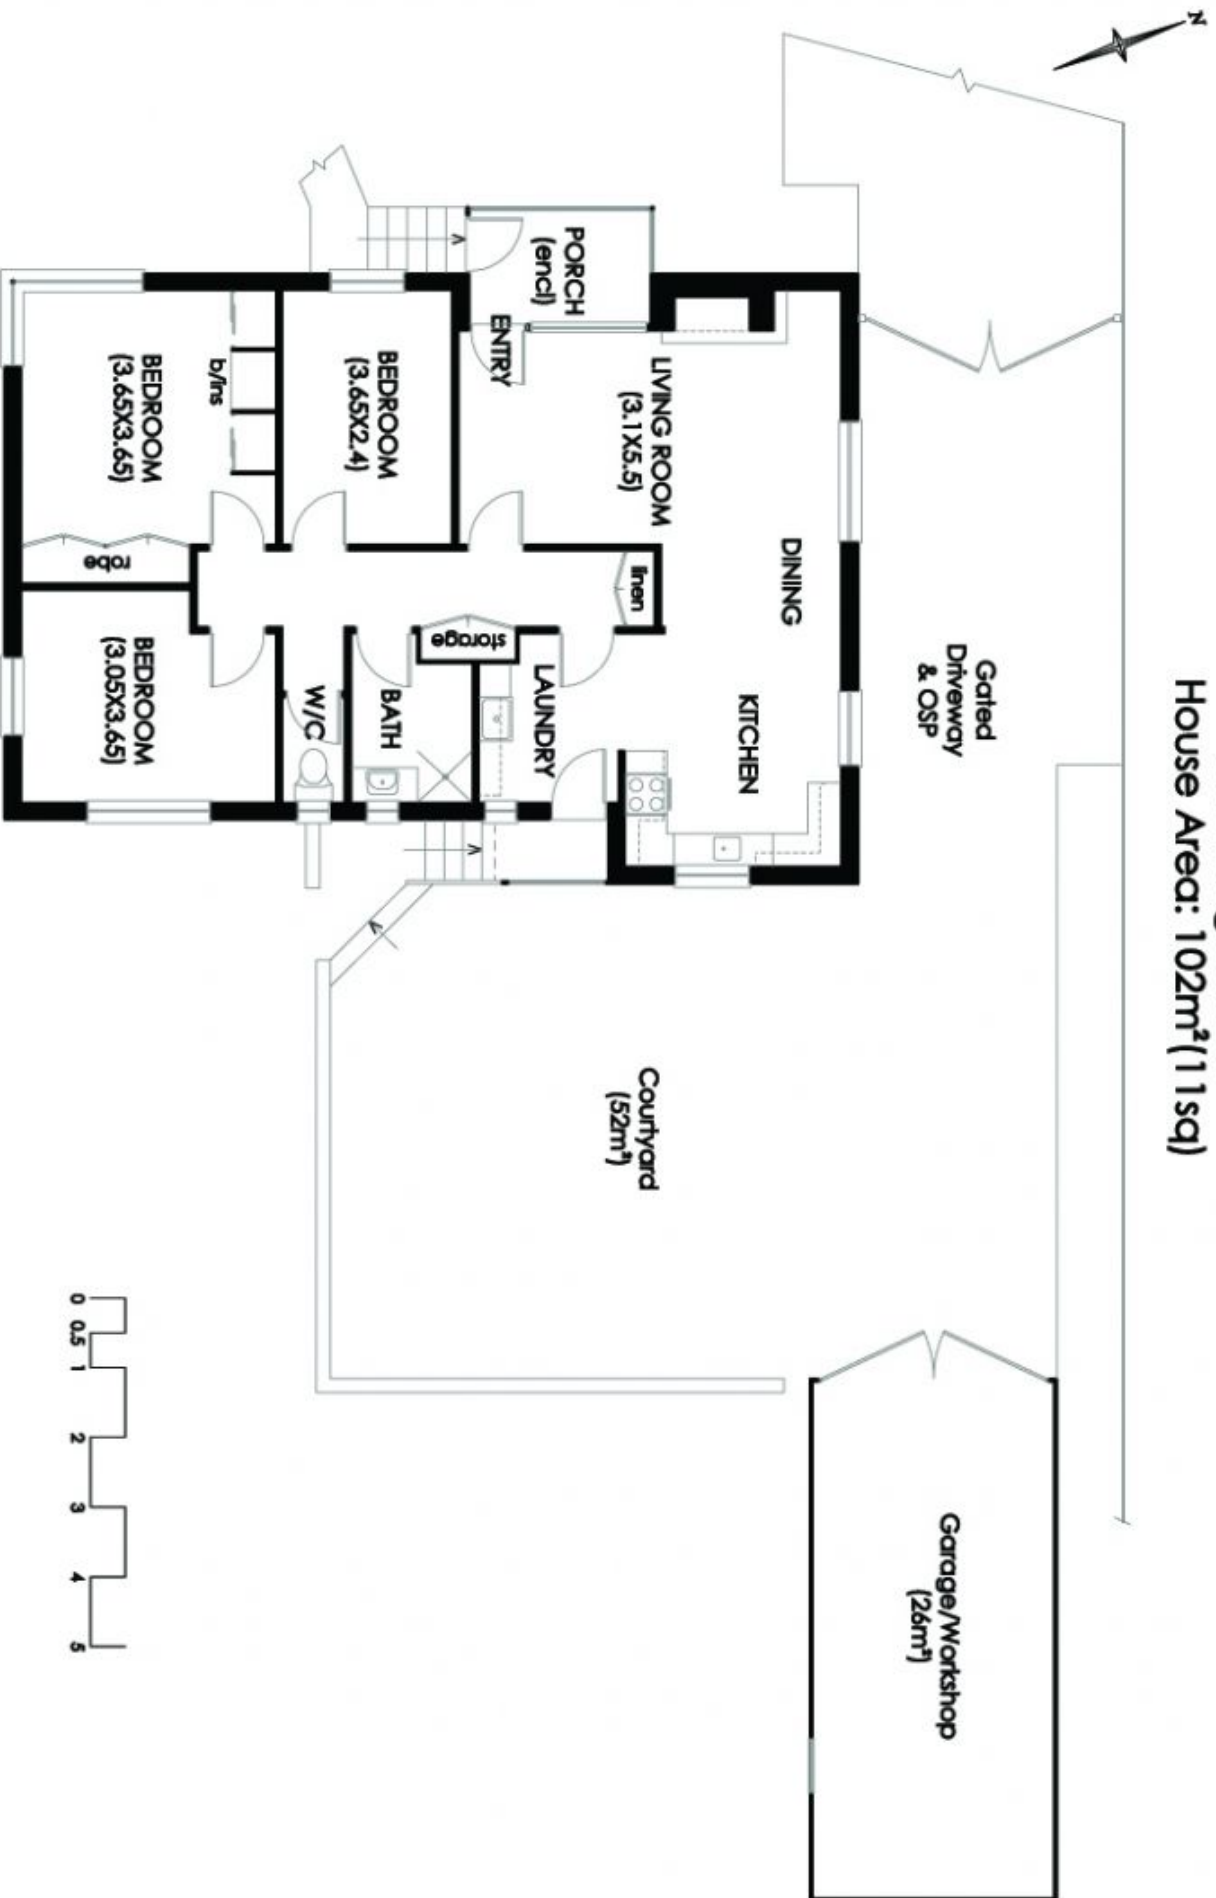 House Area: 102m²(11sq)
N
Gated
Driveway
& OSP
Garage/Workshop
(26m²)
DINING
KITCHEN
LIVING ROOM
(3.1X5.5)
Courtyard
(52m²)
PORCH
(encl)
ENTRY
linen
LAUNDRY
storage
BATH
W/C
BEDROOM
(3.65X2.4)
b/ins
BEDROOM
(3.65X3.65)
robe
BEDROOM
(3.05X3.65)
0 0.5 1 2 3 4 5